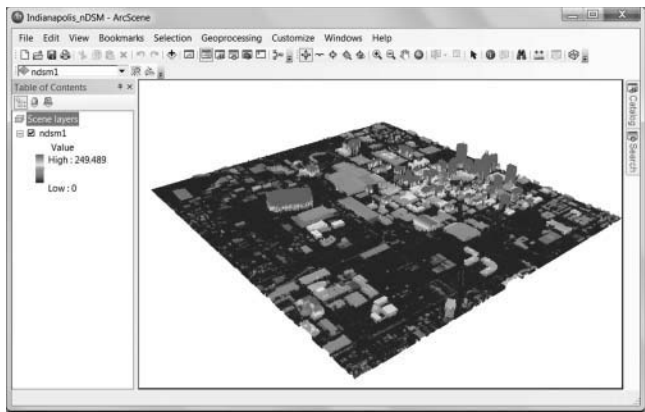 Indianapolis_nDSM - ArcScene
File Edit View Bookmarks Selection Geoprocessing Customize Windows Help
ndsm1
Table of Contents
Scene layers
ndsm1
Value
High : 249.489
Low : 0
Catalog
Search